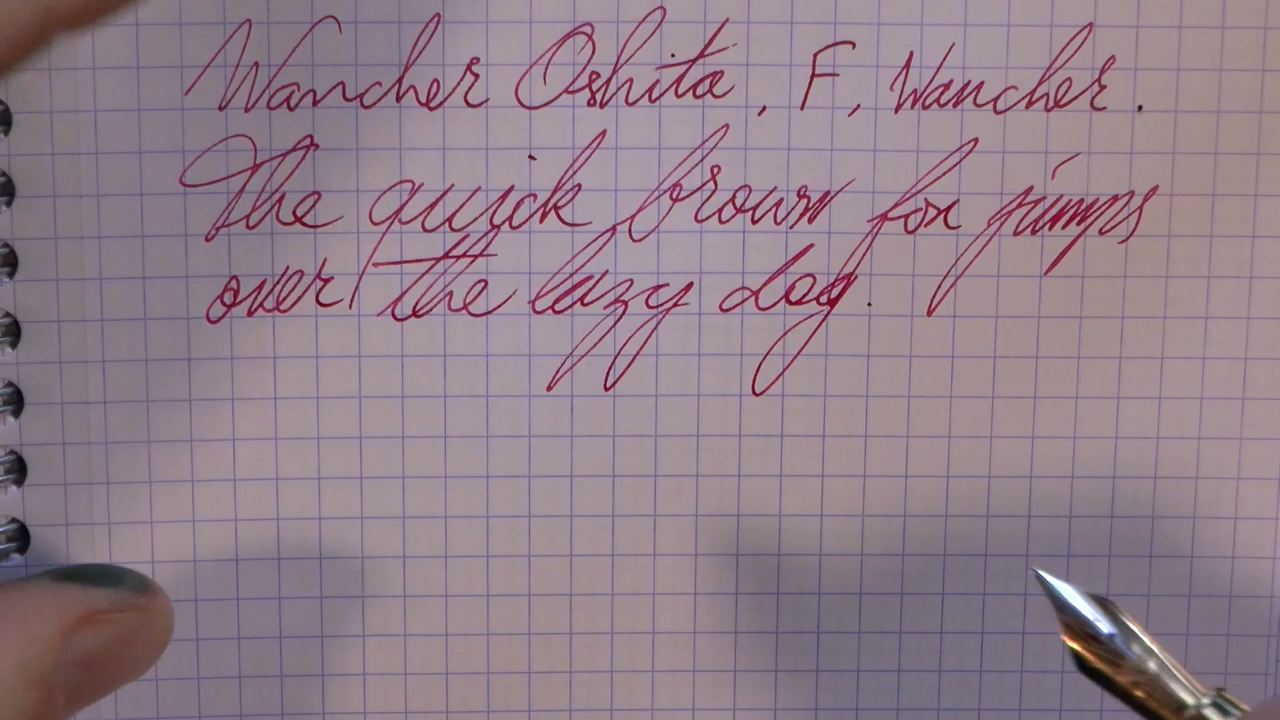 Wancher Oshita, F, Wancher.
The quick brown fox jumps
over the lazy dog.